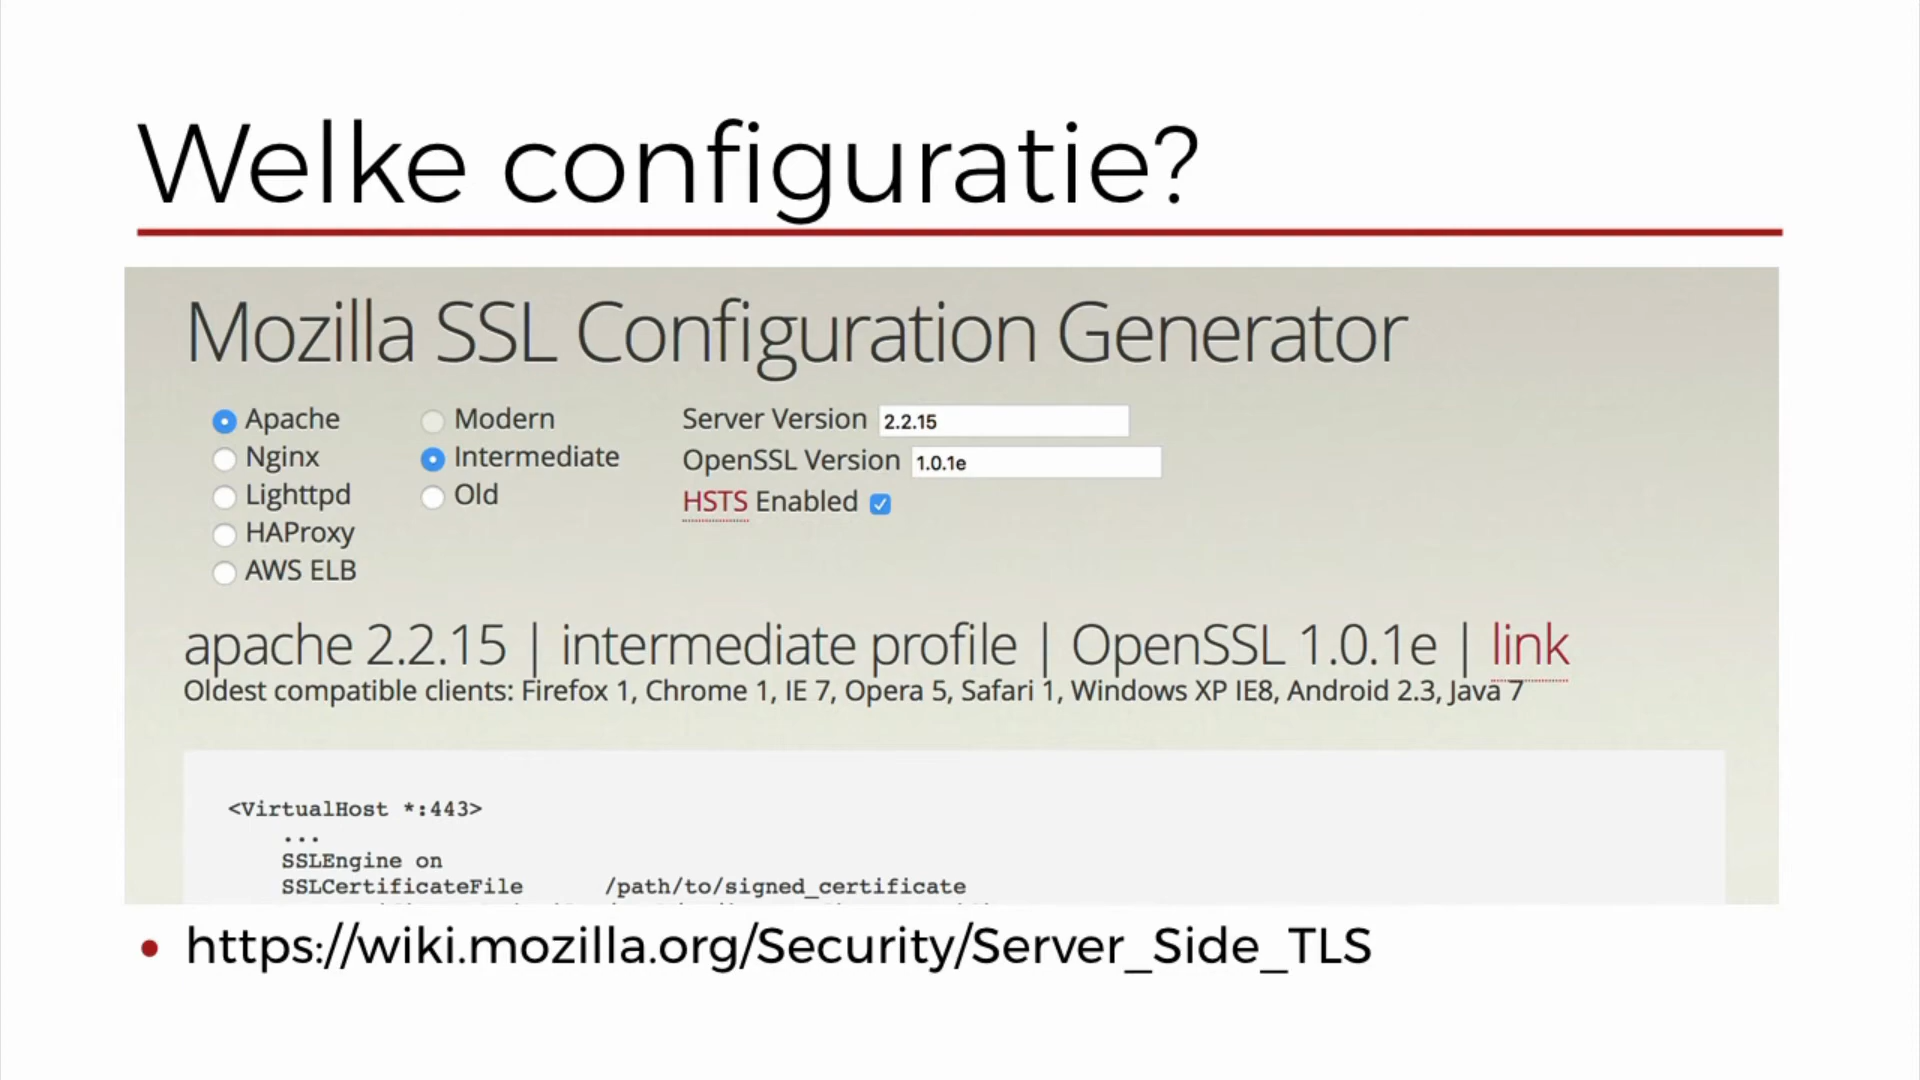 Welke configuratie?
Mozilla SSL Configuration Generator
Apache
Nginx
Lighttpd
HAProxy
AWS ELB
Modern
Intermediate
Old
Server Version 2.2.15
OpenSSL Version 1.0.1e
HSTS Enabled
apache 2.2.15 | intermediate profile | OpenSSL 1.0.1e | link
Oldest compatible clients: Firefox 1, Chrome 1, IE 7, Opera 5, Safari 1, Windows XP IE8, Android 2.3, Java 7
<VirtualHost *:443>
...
SSLEngine on
SSLCertificateFile /path/to/signed_certificate
• https://wiki.mozilla.org/Security/Server_Side_TLS